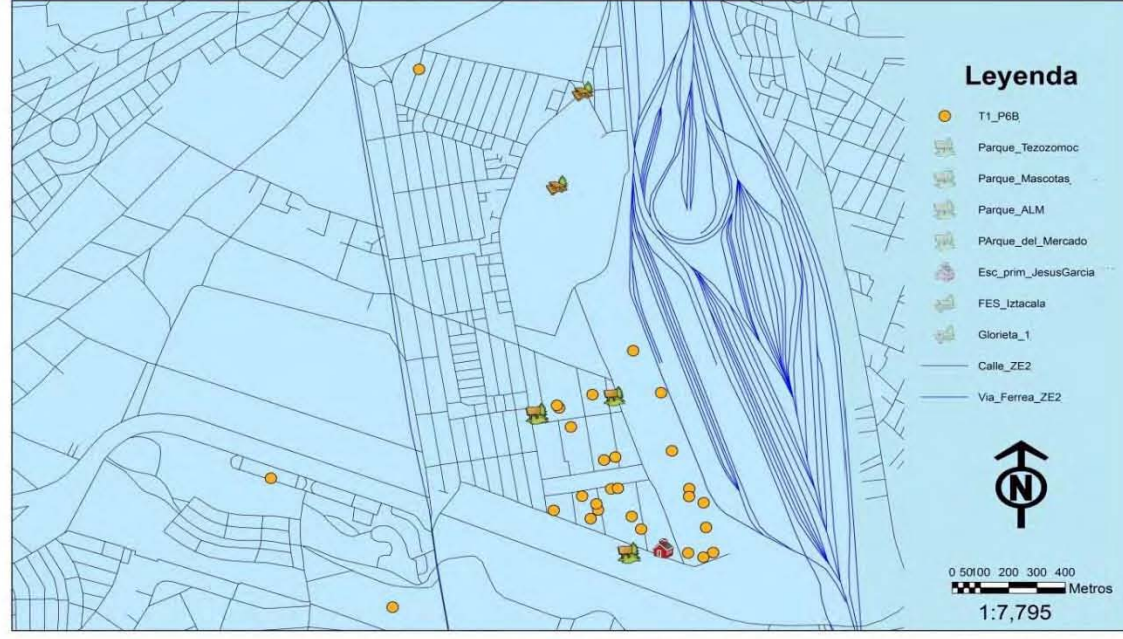 Leyenda
T1_P6B
Parque_Tezozomoc
Parque_Mascotas
Parque_ALM
PArque_del_Mercado
Esc_prim_JesusGarcia
FES_Iztacala
Glorieta_1
Calle_ZE2
Via_Ferrea_ZE2
N
0 50100 200 300 400
Metros
1:7,795